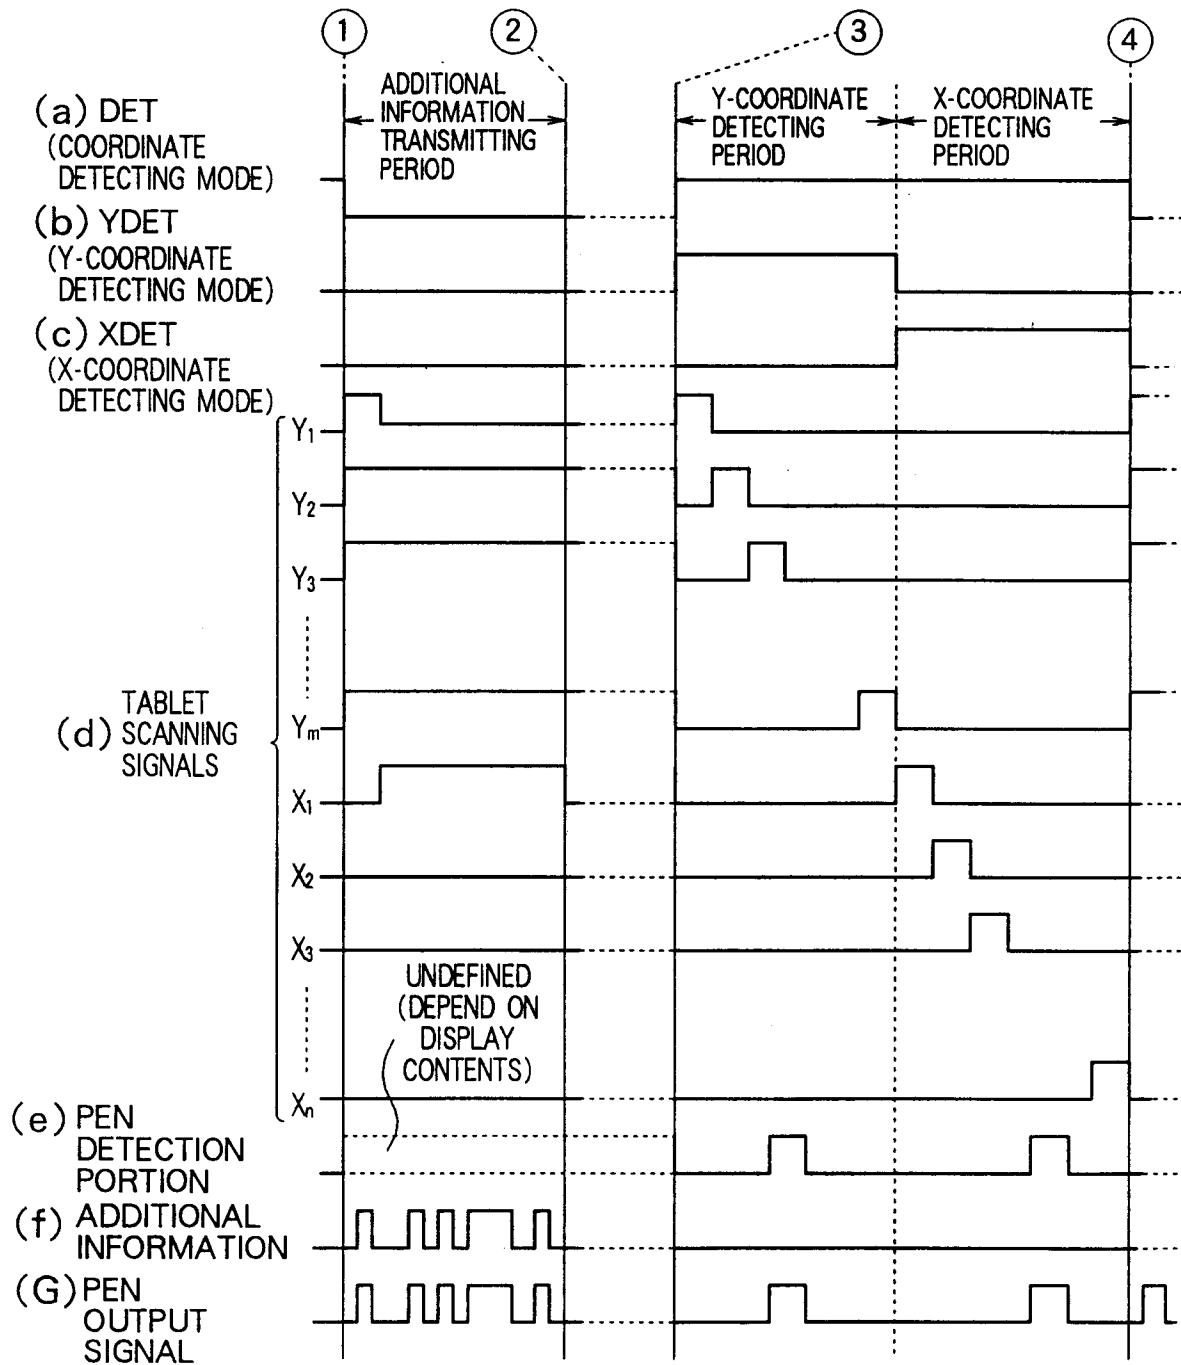 1 2 3 4
(a) DET
(COORDINATE
DETECTING MODE)
ADDITIONAL
INFORMATION
TRANSMITTING
PERIOD
Y-COORDINATE
DETECTING
PERIOD
X-COORDINATE
DETECTING
PERIOD
(b) YDET
(Y-COORDINATE
DETECTING MODE)
(c) XDET
(X-COORDINATE
DETECTING MODE)
(d) TABLET
SCANNING
SIGNALS
Y1
Y2
Y3
Ym
X1
X2
X3
Xn
UNDEFINED
(DEPEND ON
DISPLAY
CONTENTS)
(e) PEN
DETECTION
PORTION
(f) ADDITIONAL
INFORMATION
(G) PEN
OUTPUT
SIGNAL